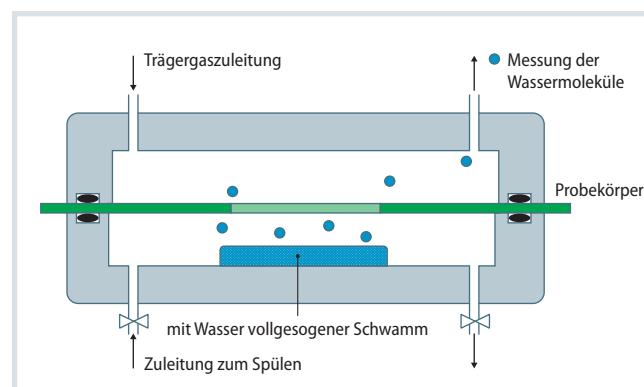 Trägergaszuleitung
Messung der
Wassermoleküle
Probekörper
mit Wasser vollgesogener Schwamm
Zuleitung zum Spülen